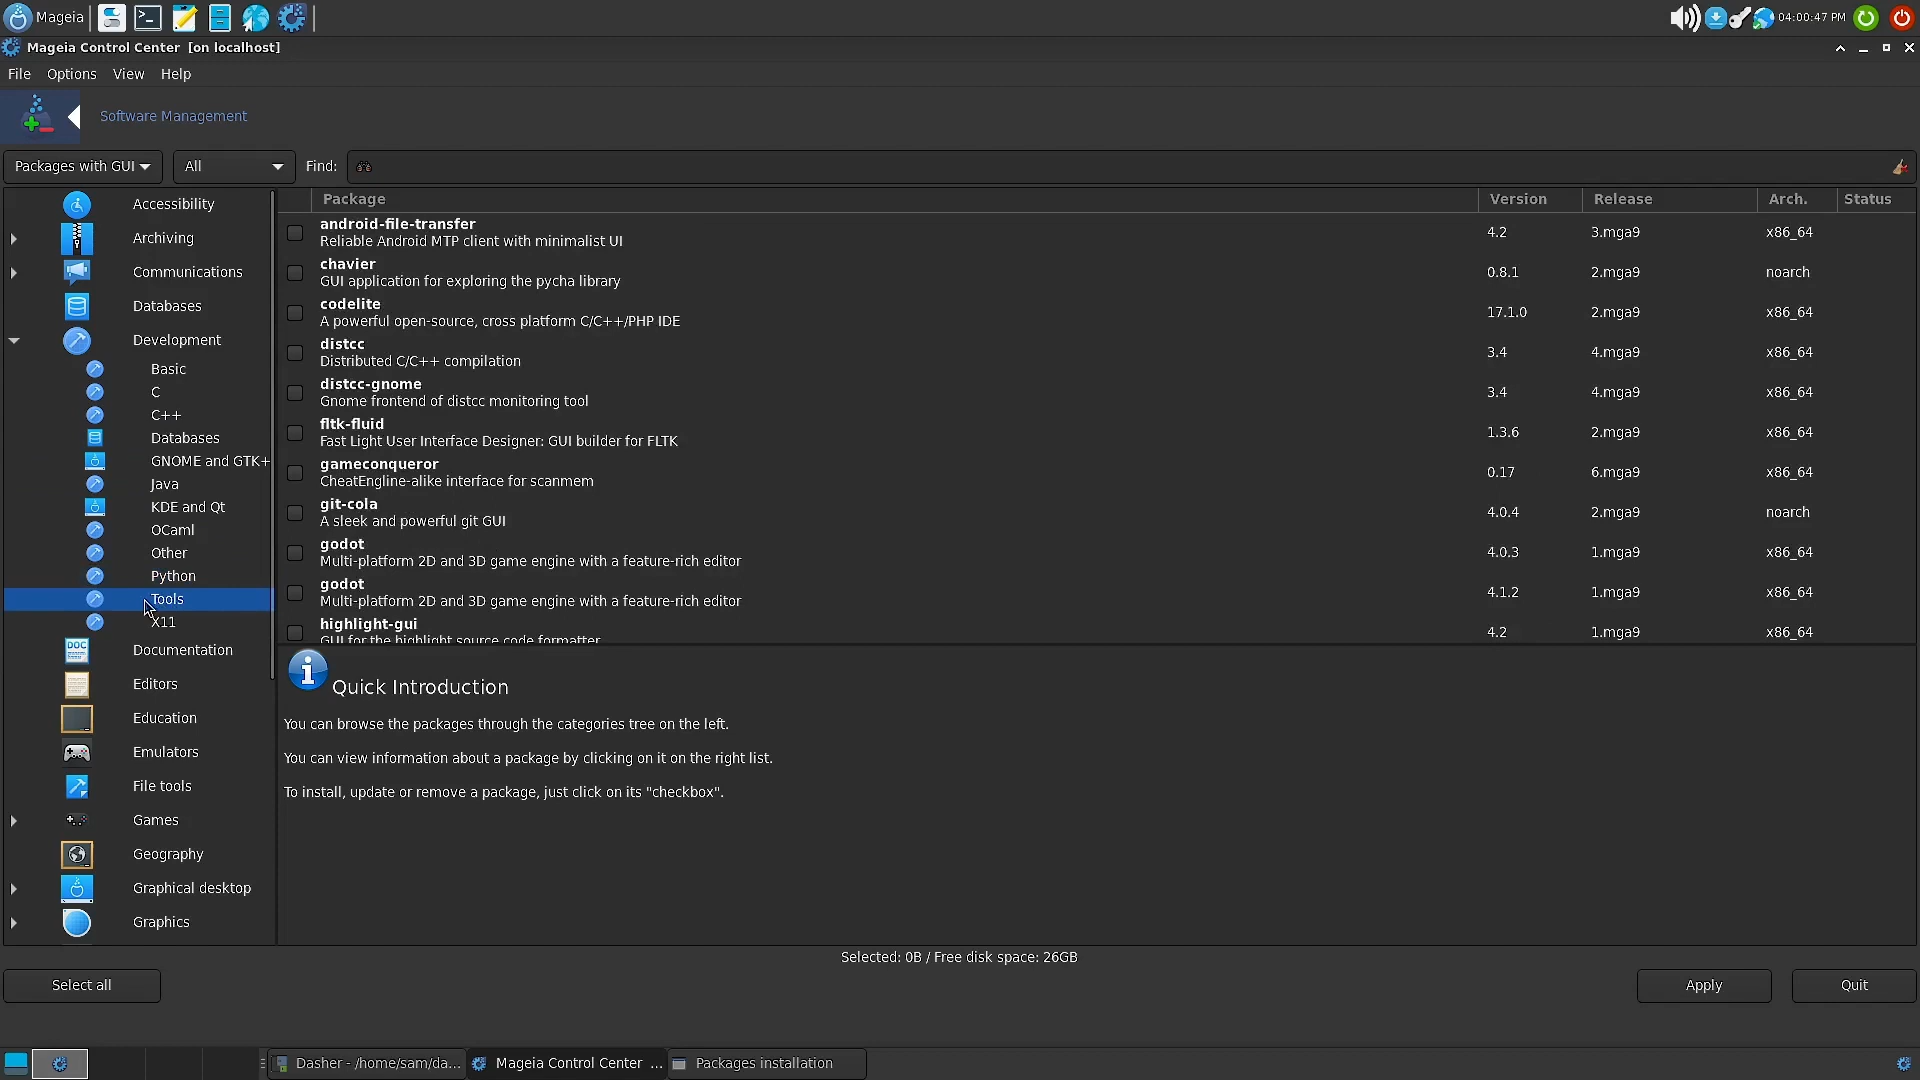 Mageia
04:00:47 PM
Mageia Control Center [on localhost]
File Options View Help
Software Management
Packages with GUI All Find:
Package Version Release Arch. Status
Accessibility
Archiving
Communications
Databases
Development
Basic
C
C++
Databases
GNOME and GTK+
Java
KDE and Qt
OCaml
Other
Python
Tools
X11
Documentation
Editors
Education
Emulators
File tools
Games
Geography
Graphical desktop
Graphics
android-file-transfer
Reliable Android MTP client with minimalist UI
4.2 3.mga9 x86_64
chavier
GUI application for exploring the pycha library
0.8.1 2.mga9 noarch
codelite
A powerful open-source, cross platform C/C++/PHP IDE
17.1.0 2.mga9 x86_64
distcc
Distributed C/C++ compilation
3.4 4.mga9 x86_64
distcc-gnome
Gnome frontend of distcc monitoring tool
3.4 4.mga9 x86_64
fltk-fluid
Fast Light User Interface Designer: GUI builder for FLTK
1.3.6 2.mga9 x86_64
gameconqueror
CheatEngline-alike interface for scanmem
0.17 6.mga9 x86_64
git-cola
A sleek and powerful git GUI
4.0.4 2.mga9 noarch
godot
Multi-platform 2D and 3D game engine with a feature-rich editor
4.0.3 1.mga9 x86_64
godot
Multi-platform 2D and 3D game engine with a feature-rich editor
4.1.2 1.mga9 x86_64
highlight-gui
GUI for the highlight source code formatter
4.2 1.mga9 x86_64
Quick Introduction
You can browse the packages through the categories tree on the left.
You can view information about a package by clicking on it on the right list.
To install, update or remove a package, just click on its "checkbox".
Selected: 0B / Free disk space: 26GB
Select all Apply Quit
Dasher - /home/sam/da... Mageia Control Center ... Packages installation